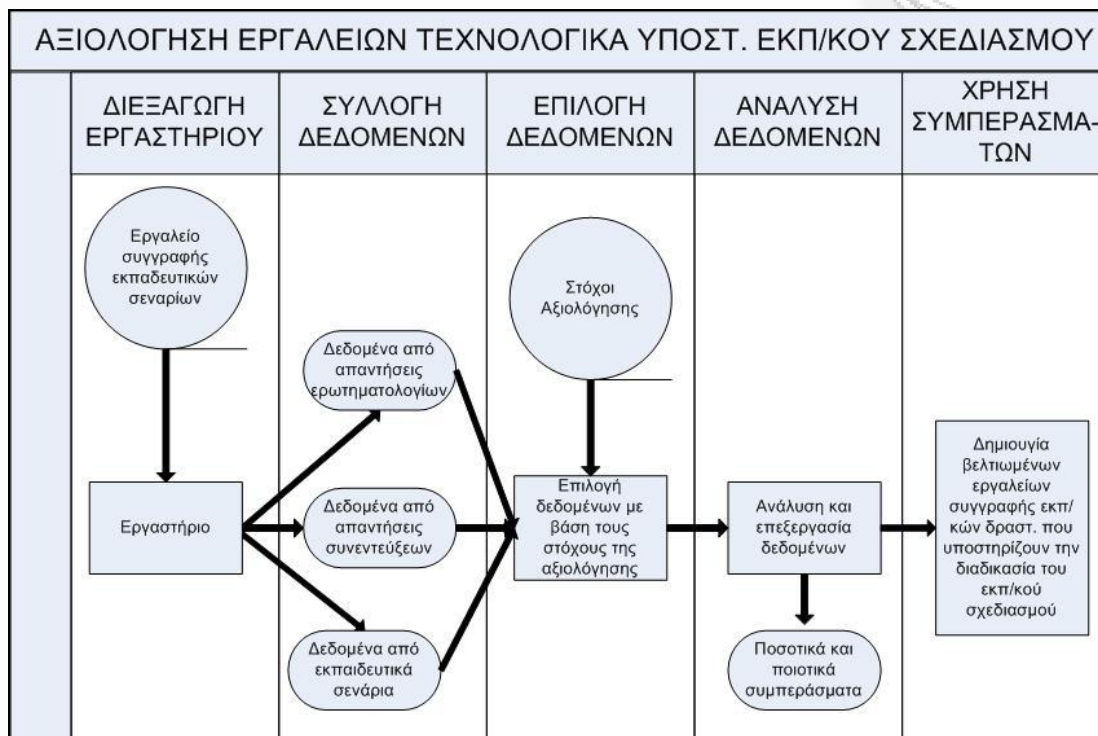 ΑΞΙΟΛΟΓΗΣΗ ΕΡΓΑΛΕΙΩΝ ΤΕΧΝΟΛΟΓΙΚΑ ΥΠΟΣΤ. ΕΚΠ/ΚΟΥ ΣΧΕΔΙΑΣΜΟΥ
ΔΙΕΞΑΓΩΓΗ
ΕΡΓΑΣΤΗΡΙΟΥ
ΣΥΛΛΟΓΗ
ΔΕΔΟΜΕΝΩΝ
ΕΠΙΛΟΓΗ
ΔΕΔΟΜΕΝΩΝ
ΑΝΑΛΥΣΗ
ΔΕΔΟΜΕΝΩΝ
ΧΡΗΣΗ
ΣΥΜΠΕΡΑΣΜΑ-
ΤΩΝ
Εργαλείο
συγγραφής
εκπαδευτικών
σεναρίων
Εργαστήριο
Δεδομένα από
απαντήσεις
ερωτηματολογίων
Δεδομένα από
απαντήσεις
συνεντεύξεων
Δεδομένα από
εκπαιδευτικά
σενάρια
Στόχοι
Αξιολόγησης
Επιλογή
δεδομένων με
βάση τους
στόχους της
αξιολόγησης
Ανάλυση και
επεξεργασία
δεδομένων
Ποσοτικά και
ποιοτικά
συμπεράσματα
Δημιουγία
βελτιωμένων
εργαλείων
συγγραφής εκπ/
κών δραστ. που
υποστηρίζουν την
διαδικασία του
εκπ/κού
σχεδιασμού